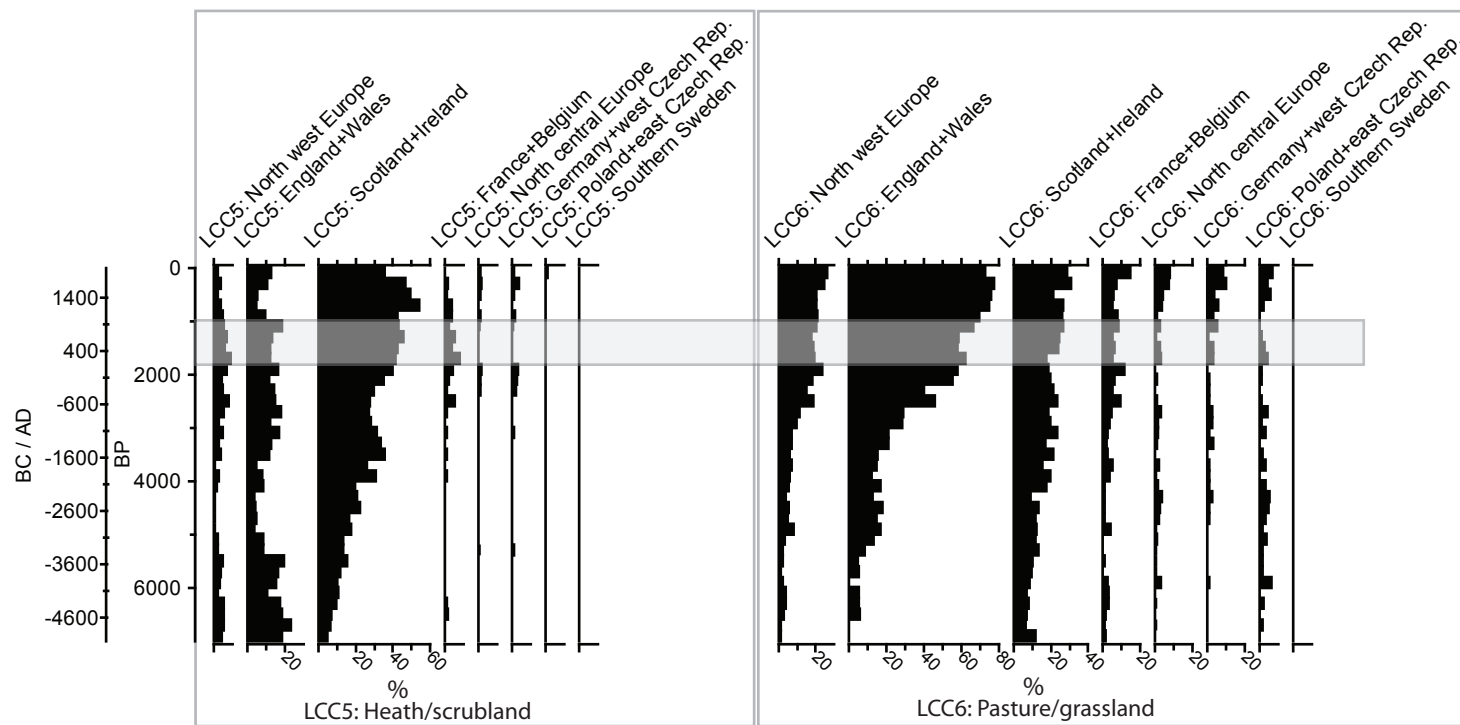 LCC5: North west Europe
LCC5: England+Wales
LCC5: Scotland+Ireland
LCC5: France+Belgium
LCC5: North central Europe
LCC5: Germany+west Czech Rep.
LCC5: Poland+east Czech Rep.
LCC5: Southern Sweden
LCC6: North west Europe
LCC6: England+Wales
LCC6: Scotland+Ireland
LCC6: France+Belgium
LCC6: North central Europe
LCC6: Germany+west Czech Rep.
LCC6: Poland+east Czech Rep.
LCC6: Southern Sweden
BC / AD
1400
400
-600
-1600
-2600
-3600
-4600
BP
0
2000
4000
6000
20
20 40 60
20
20 40 60 80
20 40
20
20
20
20
%
%
LCC5: Heath/scrubland
LCC6: Pasture/grassland